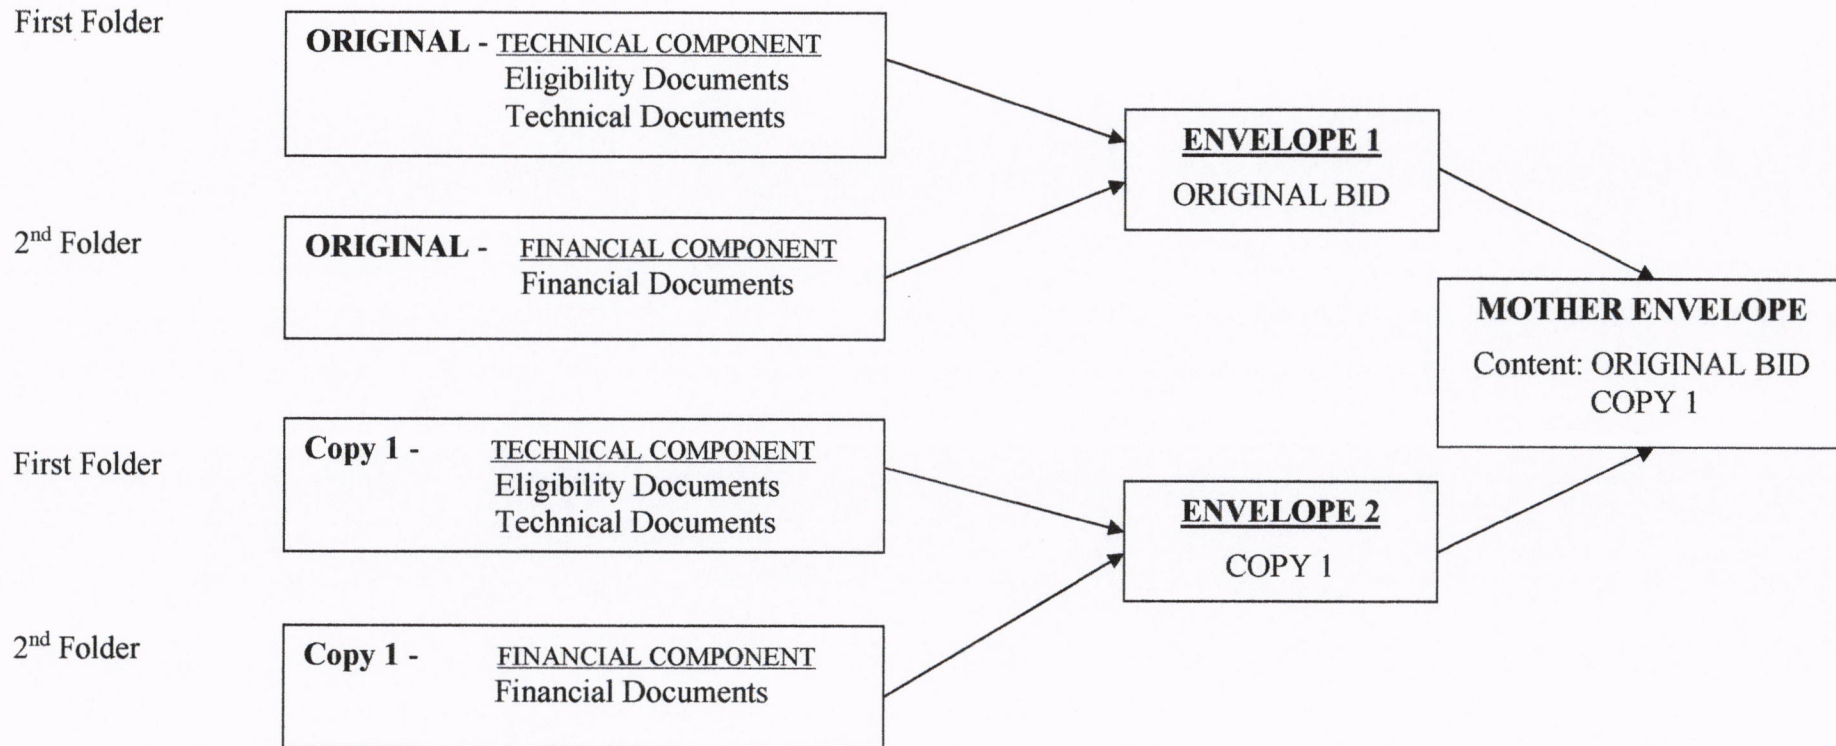 First Folder
ORIGINAL - TECHNICAL COMPONENT
Eligibility Documents
Technical Documents
2nd Folder
ORIGINAL - FINANCIAL COMPONENT
Financial Documents
ENVELOPE 1
ORIGINAL BID
First Folder
Copy 1 - TECHNICAL COMPONENT
Eligibility Documents
Technical Documents
2nd Folder
Copy 1 - FINANCIAL COMPONENT
Financial Documents
ENVELOPE 2
COPY 1
MOTHER ENVELOPE
Content: ORIGINAL BID
COPY 1